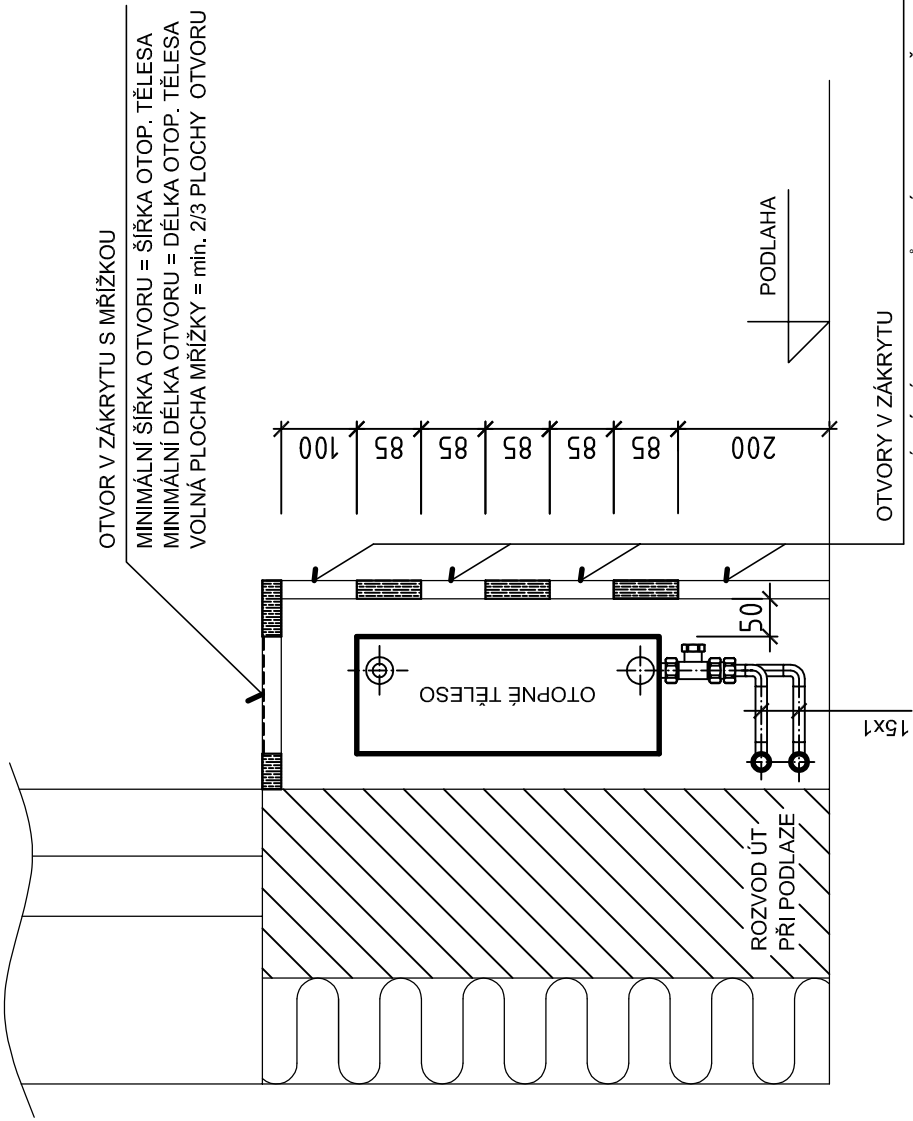 OTVOR V ZÁKRYTU S MŘÍŽKOU
MINIMÁLNÍ ŠÍŘKA OTVORU = ŠÍŘKA OTOP. TĚLESA
MINIMÁLNÍ DÉLKA OTVORU = DÉLKA OTOP. TĚLESA
VOLNÁ PLOCHA MŘÍŽKY = min. 2/3 PLOCHY OTVORU
100
85
85
85
85
85
200
PODLAHA
OTVORY V ZÁKRYTU
50
OTOPNÉ TĚLESO
15x1
ROZVOD ÚT
PŘI PODLAZE